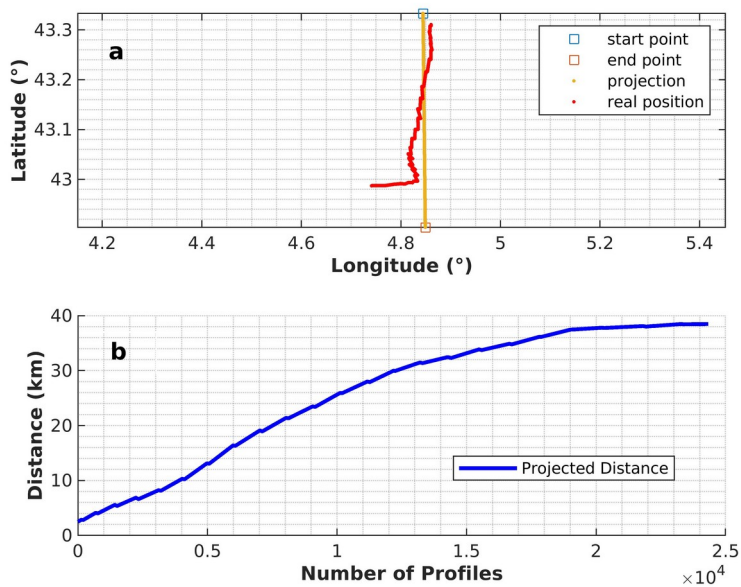 43.3
43.2
43.1
43
Latitude (°)
a
start point
end point
projection
real position
4.2
4.4
4.6
4.8
5
5.2
5.4
Longitude (°)
40
30
20
10
0
Distance (km)
b
Projected Distance
0
0.5
1
1.5
2
2.5
×10⁴
Number of Profiles